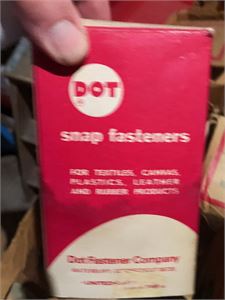 DOT
snap fasteners
FOR TEXTILES, CANVAS,
PLASTICS, LEATHER
AND RUBBER PRODUCTS
Dot Fastener Company